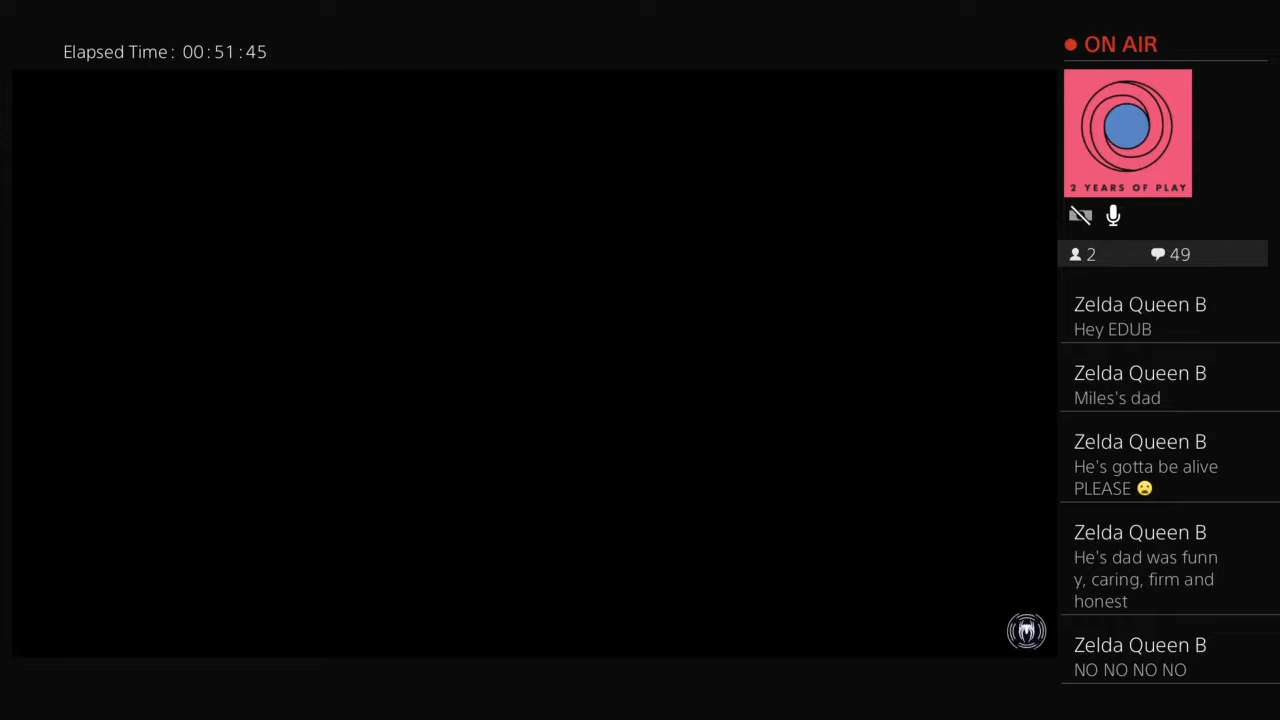 Elapsed Time: 00:51:45
ON AIR
2 YEARS OF PLAY
2 49
Zelda Queen B
Hey EDUB
Zelda Queen B
Miles's dad
Zelda Queen B
He's gotta be alive
PLEASE 😦
Zelda Queen B
He's dad was funn
y, caring, firm and
honest
Zelda Queen B
NO NO NO NO